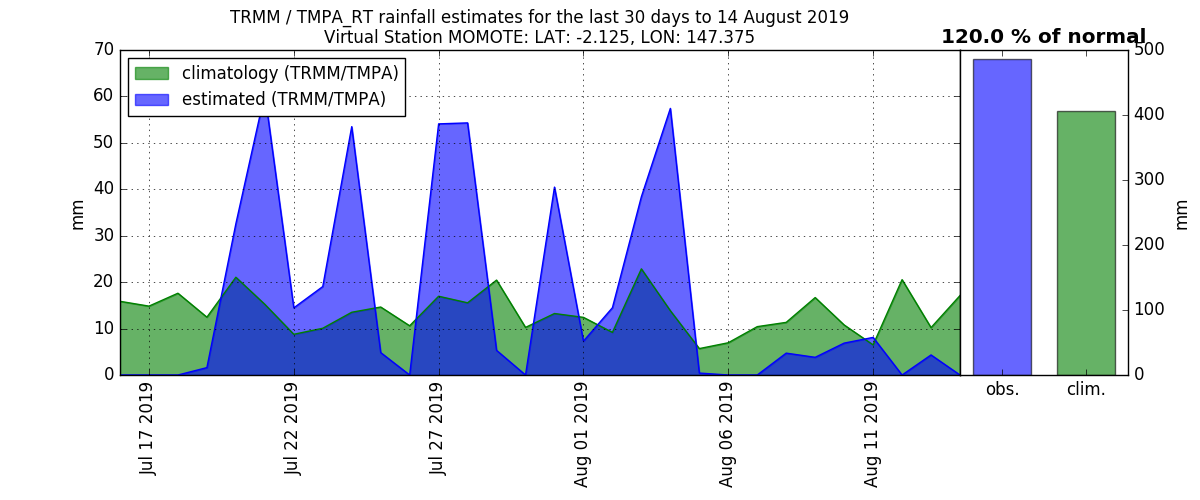 TRMM / TMPA_RT rainfall estimates for the last 30 days to 14 August 2019
Virtual Station MOMOTE: LAT: -2.125, LON: 147.375
120.0 % of normal
climatology (TRMM/TMPA)
estimated (TRMM/TMPA)
70
60
50
40
30
20
10
0
mm
Jul 17 2019
Jul 22 2019
Jul 27 2019
Aug 01 2019
Aug 06 2019
Aug 11 2019
obs.
clim.
500
400
300
200
100
0
mm